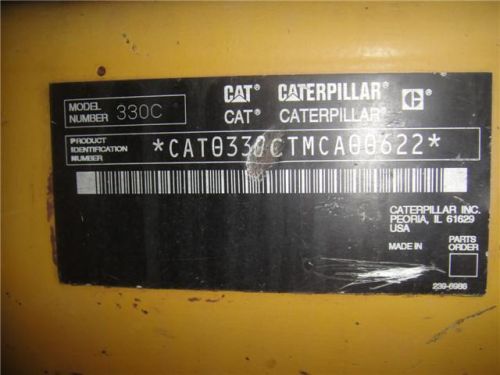 CAT® CATERPILLAR®
MODEL NUMBER 330C
CAT® CATERPILLAR® C®
PRODUCT IDENTIFICATION NUMBER *CAT0330CTMCA00622*
CATERPILLAR INC.
PEORIA, IL 61629
USA
MADE IN
PARTS ORDER
239-6986